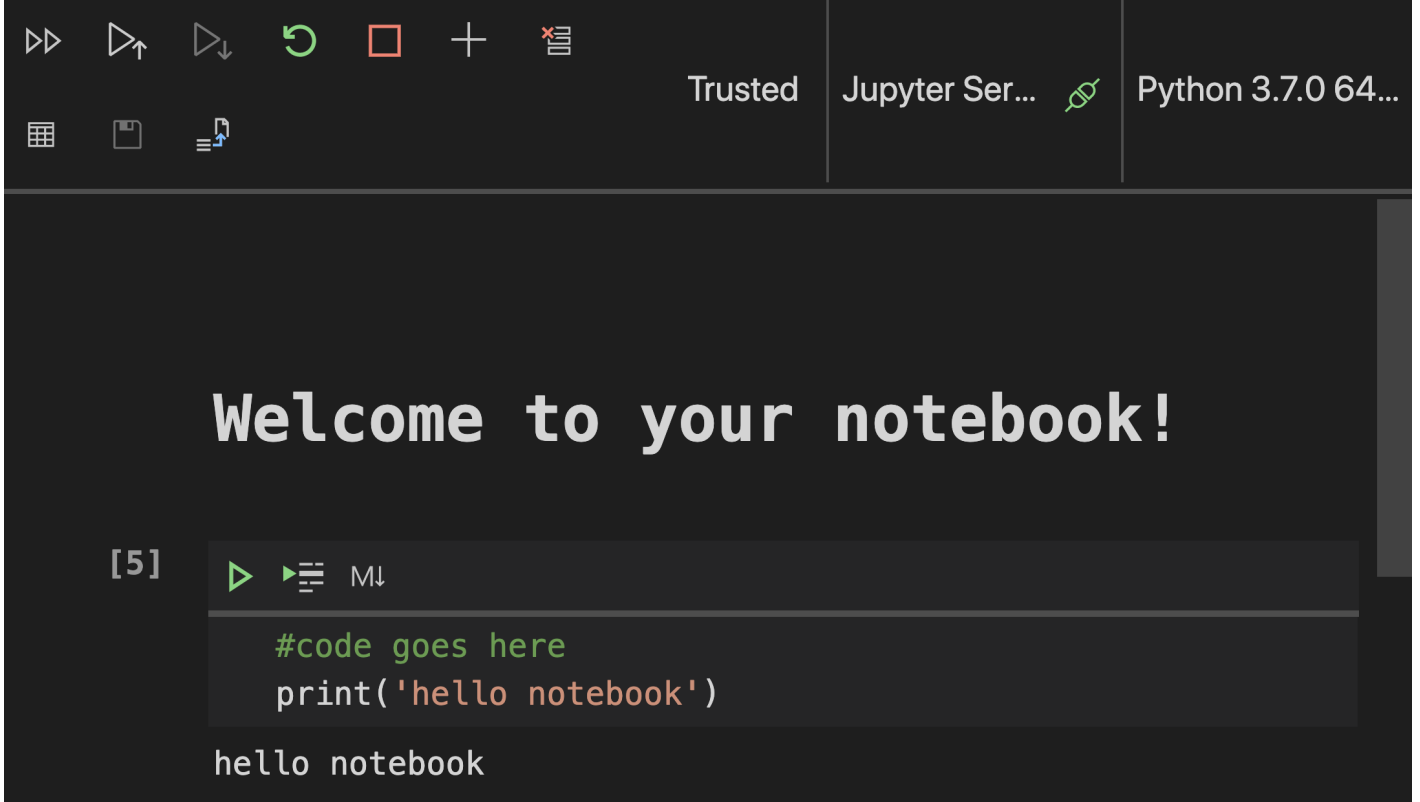 Trusted
Jupyter Ser...
Python 3.7.0 64...
Welcome to your notebook!
[5]
M↓
#code goes here
print('hello notebook')
hello notebook